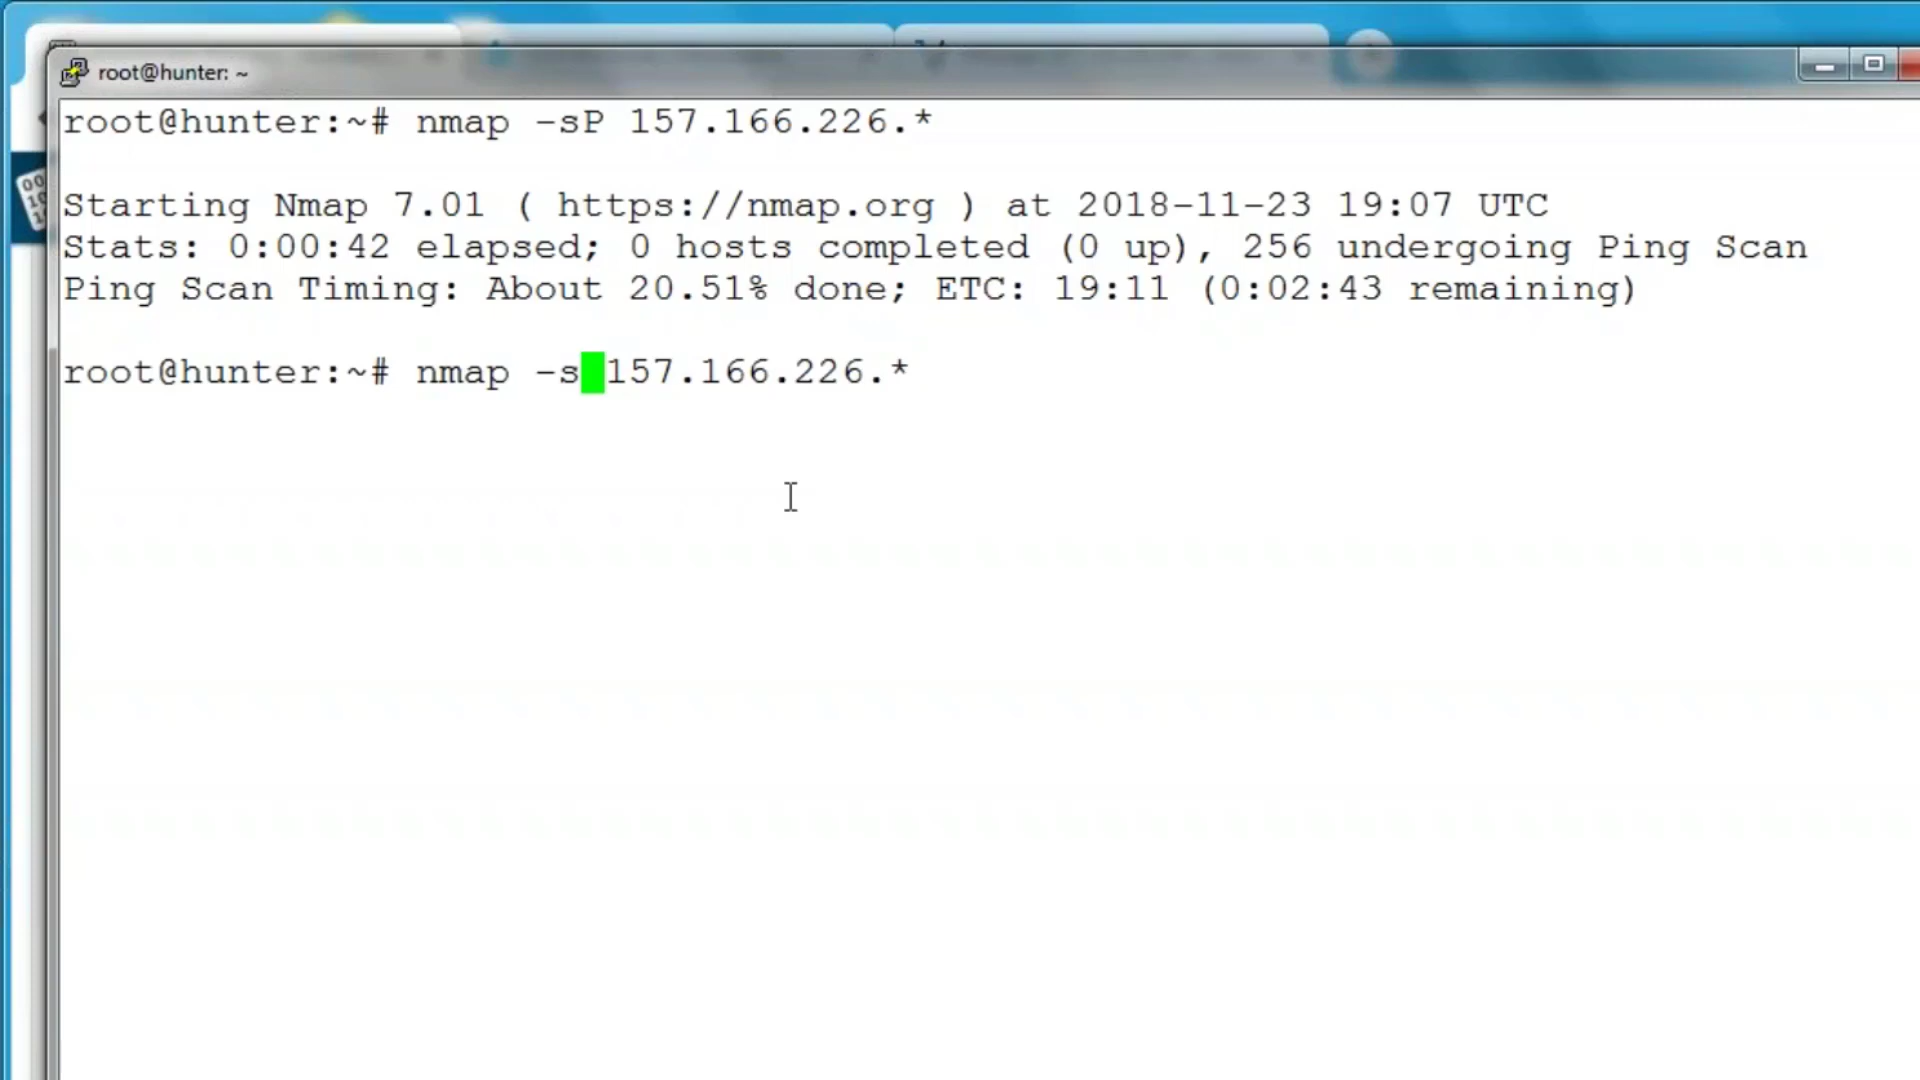 root@hunter: ~
root@hunter:~# nmap -sP 157.166.226.*
Starting Nmap 7.01 ( https://nmap.org ) at 2018-11-23 19:07 UTC
Stats: 0:00:42 elapsed; 0 hosts completed (0 up), 256 undergoing Ping Scan
Ping Scan Timing: About 20.51% done; ETC: 19:11 (0:02:43 remaining)
root@hunter:~# nmap -s 157.166.226.*